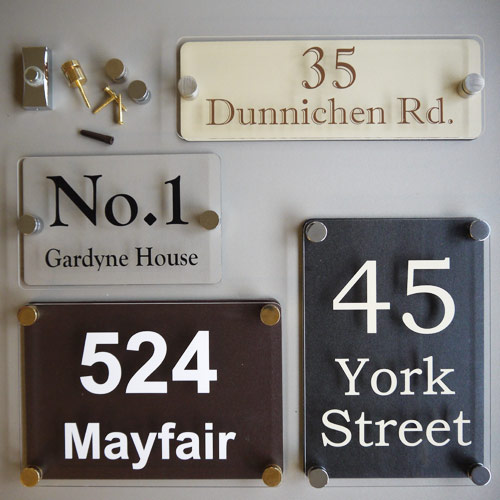 35
Dunnichen Rd.
No.1
Gardyne House
524
Mayfair
45
York
Street